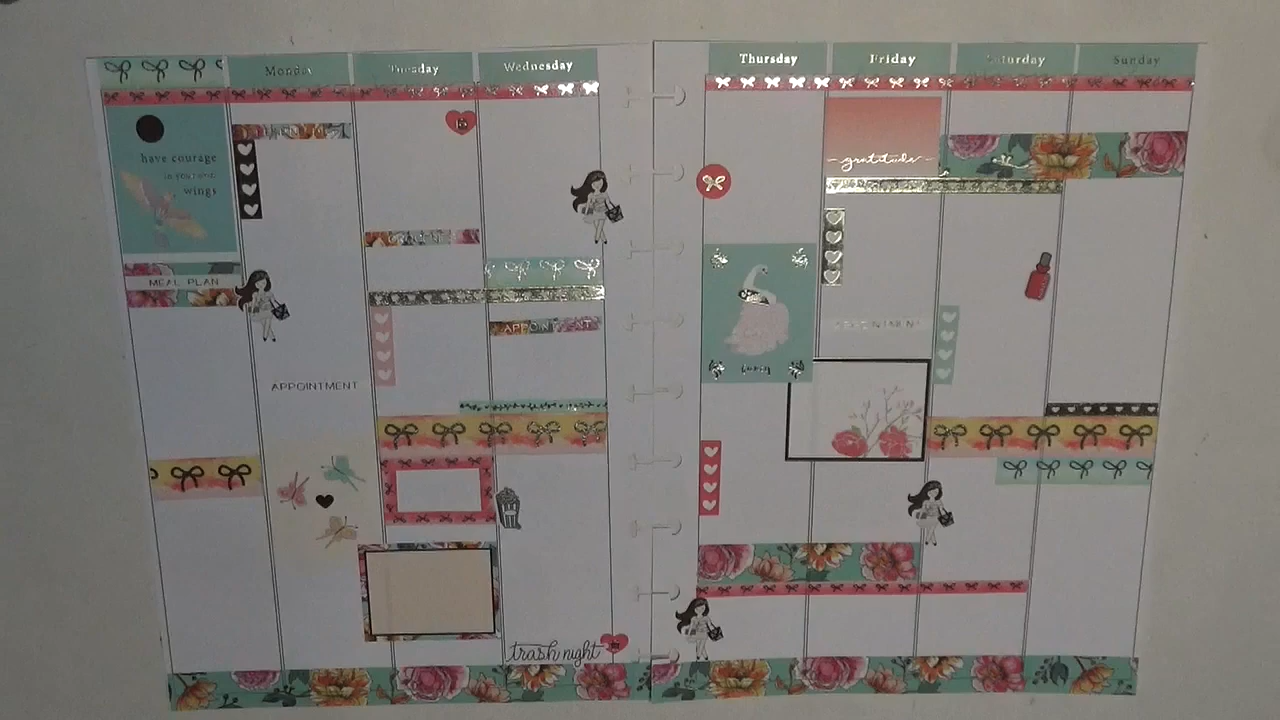 Monday
Tuesday
Wednesday
Thursday
Friday
Saturday
Sunday
have courage
in your own
wings
MEAL PLAN
APPOINTMENT
APPOINTMENT
trash night
~gratitude~
APPOINTMENT